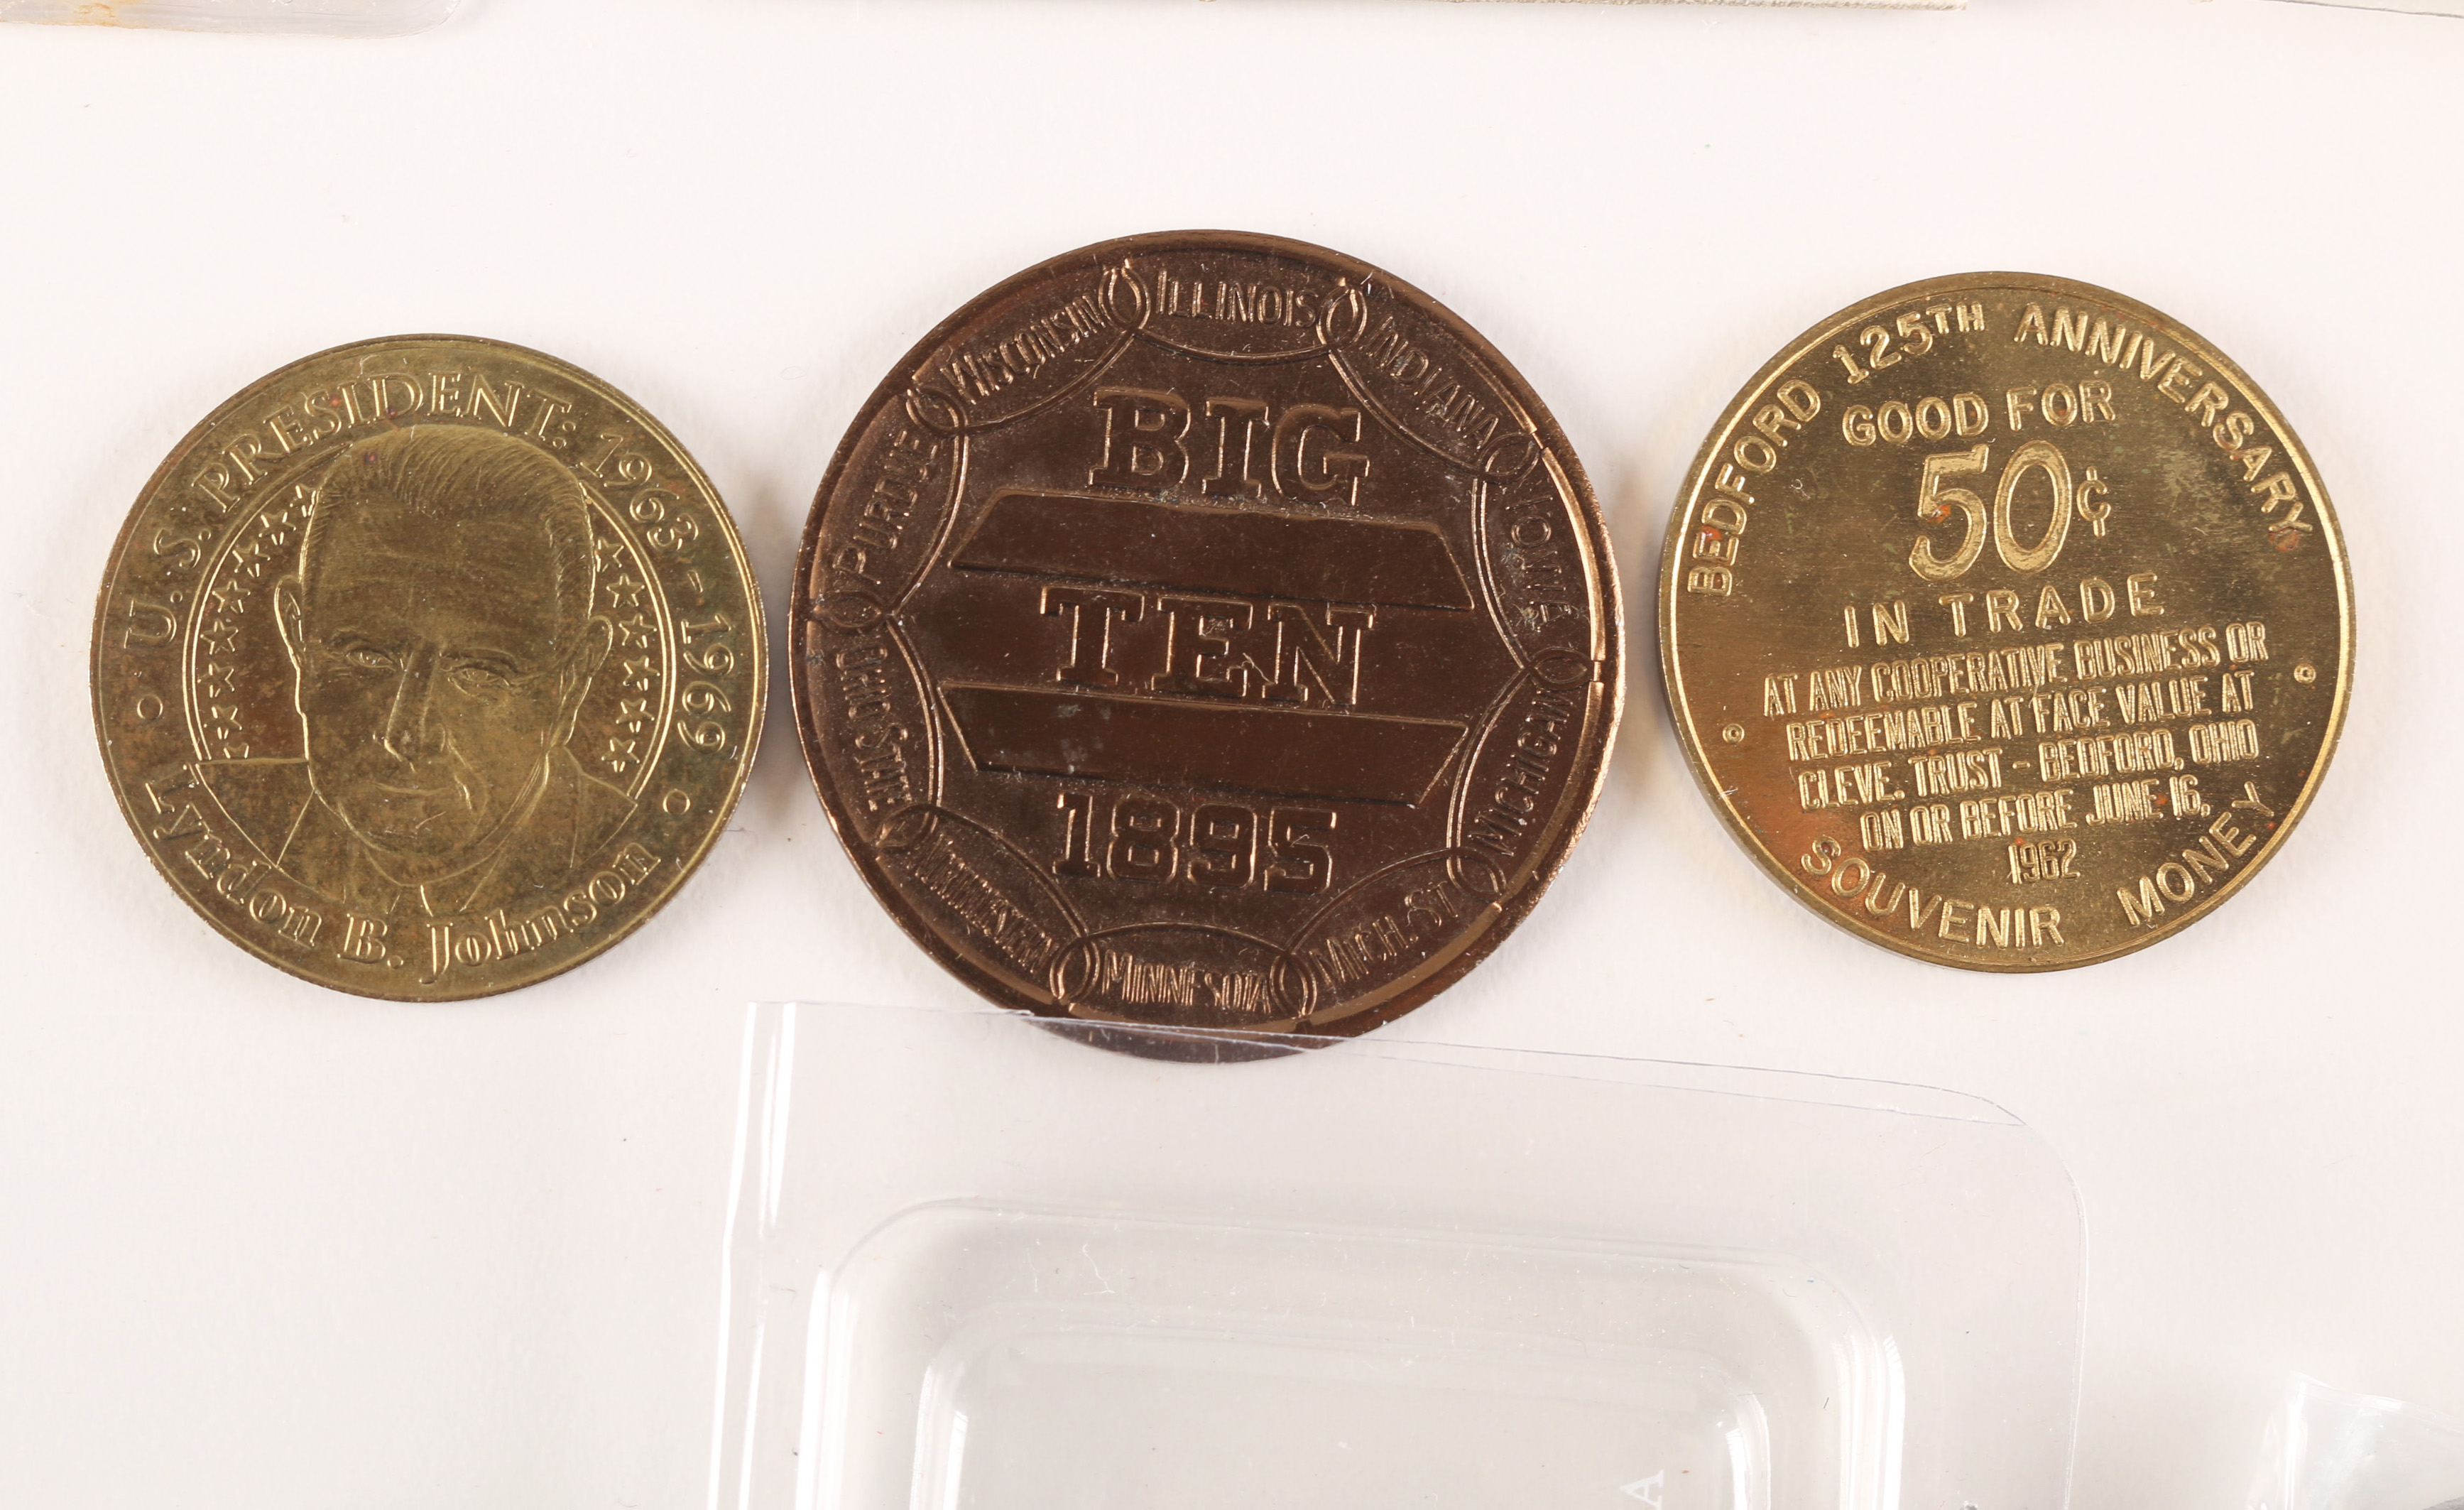 U.S. PRESIDENT: 1963 - 1969
Lyndon B. Johnson
ILLINOIS
INDIANA
IOWA
MICHIGAN
MICH. ST.
MINNESOTA
NORTHWESTERN
OHIO STATE
PURDUE
WISCONSIN
BIG
TEN
1895
BEDFORD 125TH ANNIVERSARY
GOOD FOR
50¢
IN TRADE
AT ANY COOPERATIVE BUSINESS OR
REDEEMABLE AT FACE VALUE AT
CLEVE. TRUST - BEDFORD, OHIO
ON OR BEFORE JUNE 16,
1962
SOUVENIR MONEY
A